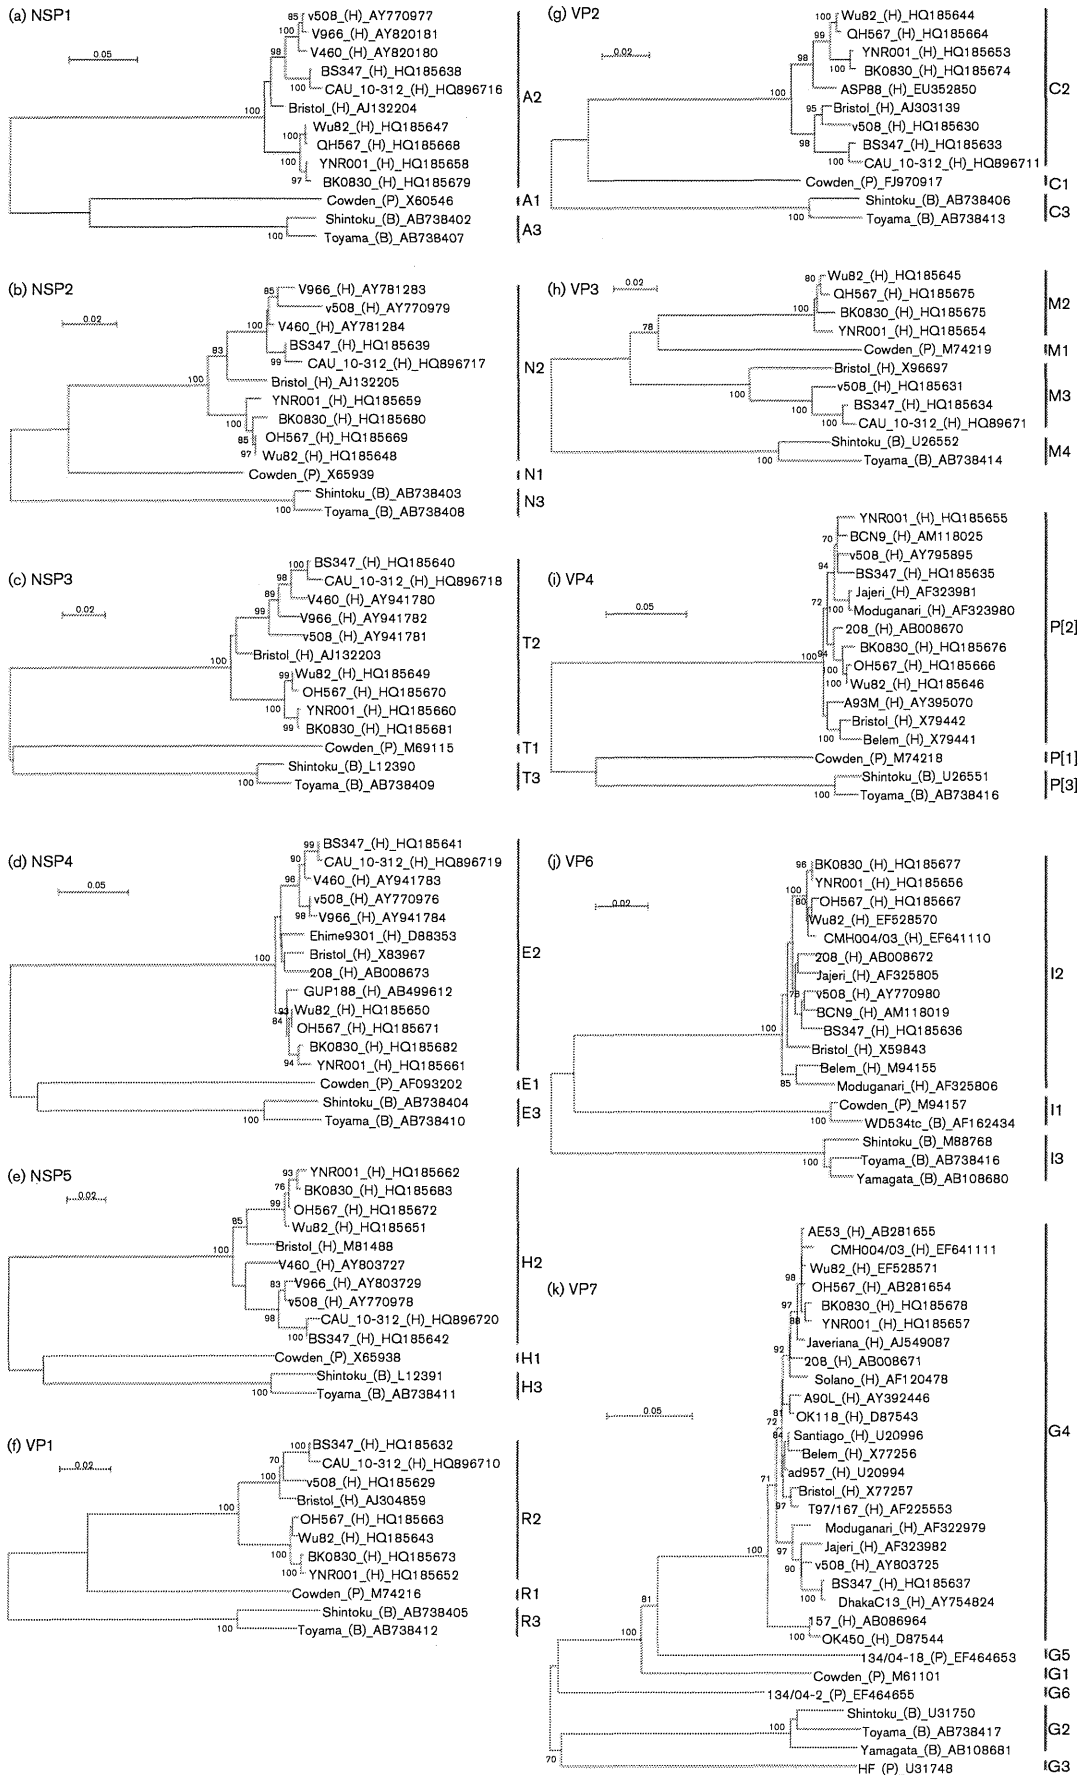 (a) NSP1
0.05
85
v508_(H)_AY770977
V966_(H)_AY820181
98
V460_(H)_AY820180
BS347_(H)_HQ185638
100
CAU_10-312_(H)_HQ896716
A2
100
Bristol_(H)_AJ132204
Wu82_(H)_HQ185647
100
QH567_(H)_HQ185668
100
YNR001_(H)_HQ185658
97
BK0830_(H)_HQ185679
Cowden_(P)_X60546
A1
Shintoku_(B)_AB738402
A3
100
Toyama_(B)_AB738407
(b) NSP2
0.02
85
V966_(H)_AY781283
v508_(H)_AY770979
100
V460_(H)_AY781284
BS347_(H)_HQ185639
83
99
CAU_10-312_(H)_HQ896717
N2
100
Bristol_(H)_AJ132205
YNR001_(H)_HQ185659
100
BK0830_(H)_HQ185680
85
OH567_(H)_HQ185669
97
Wu82_(H)_HQ185648
Cowden_(P)_X65939
N1
Shintoku_(B)_AB738403
N3
100
Toyama_(B)_AB738408
(c) NSP3
0.02
100
BS347_(H)_HQ185640
98
CAU_10-312_(H)_HQ896718
89
V460_(H)_AY941780
99
V966_(H)_AY941782
v508_(H)_AY941781
T2
100
Bristol_(H)_AJ132203
99
Wu82_(H)_HQ185649
OH567_(H)_HQ185670
100
YNR001_(H)_HQ185660
99
BK0830_(H)_HQ185681
Cowden_(P)_M69115
T1
Shintoku_(B)_L12390
T3
100
Toyama_(B)_AB738409
(d) NSP4
0.05
99
BS347_(H)_HQ185641
90
CAU_10-312_(H)_HQ896719
96
V460_(H)_AY941783
v508_(H)_AY770976
98
V966_(H)_AY941784
Ehime9301_(H)_D88353
Bristol_(H)_X83967
E2
100
208_(H)_AB008673
GUP188_(H)_AB499612
93
Wu82_(H)_HQ185650
84
OH567_(H)_HQ185671
BK0830_(H)_HQ185682
94
YNR001_(H)_HQ185661
Cowden_(P)_AF093202
E1
Shintoku_(B)_AB738404
E3
100
Toyama_(B)_AB738410
(e) NSP5
0.02
93
YNR001_(H)_HQ185662
76
BK0830_(H)_HQ185683
99
OH567_(H)_HQ185672
85
Wu82_(H)_HQ185651
Bristol_(H)_M81488
100
V460_(H)_AY803727
H2
83
V966_(H)_AY803729
v508_(H)_AY770978
98
CAU_10-312_(H)_HQ896720
100
BS347_(H)_HQ185642
Cowden_(P)_X65938
H1
Shintoku_(B)_L12391
H3
100
Toyama_(B)_AB738411
(f) VP1
0.02
100
BS347_(H)_HQ185632
70
CAU_10-312_(H)_HQ896710
100
v508_(H)_HQ185629
100
Bristol_(H)_AJ304859
OH567_(H)_HQ185663
R2
Wu82_(H)_HQ185643
100
BK0830_(H)_HQ185673
100
YNR001_(H)_HQ185652
Cowden_(P)_M74216
R1
Shintoku_(B)_AB738405
R3
100
Toyama_(B)_AB738412
(g) VP2
0.02
100
Wu82_(H)_HQ185644
99
QH567_(H)_HQ185664
YNR001_(H)_HQ185653
98
100
BK0830_(H)_HQ185674
ASP88_(H)_EU352850
C2
100
95
Bristol_(H)_AJ303139
v508_(H)_HQ185630
98
BS347_(H)_HQ185633
100
CAU_10-312_(H)_HQ896711
Cowden_(P)_FJ970917
C1
Shintoku_(B)_AB738406
C3
100
Toyama_(B)_AB738413
(h) VP3
0.02
80
Wu82_(H)_HQ185645
QH567_(H)_HQ185675
M2
100
BK0830_(H)_HQ185675
78
YNR001_(H)_HQ185654
Cowden_(P)_M74219
M1
Bristol_(H)_X96697
v508_(H)_HQ185631
M3
100
BS347_(H)_HQ185634
100
100
CAU_10-312_(H)_HQ89671
Shintoku_(B)_U26552
M4
100
Toyama_(B)_AB738414
(i) VP4
0.05
YNR001_(H)_HQ185655
70
BCN9_(H)_AM118025
v508_(H)_AY795895
94
BS347_(H)_HQ185635
Jajeri_(H)_AF323981
72
100
Moduganari_(H)_AF323980
208_(H)_AB008670
P[2]
94
BK0830_(H)_HQ185676
100
100
OH567_(H)_HQ185666
100
Wu82_(H)_HQ185646
A93M_(H)_AY395070
Bristol_(H)_X79442
100
Belem_(H)_X79441
Cowden_(P)_M74218
P[1]
Shintoku_(B)_U26551
P[3]
100
Toyama_(B)_AB738416
(j) VP6
0.02
96
BK0830_(H)_HQ185677
YNR001_(H)_HQ185656
100
80
OH567_(H)_HQ185667
Wu82_(H)_EF528570
CMH004/03_(H)_EF641110
208_(H)_AB008672
Jajeri_(H)_AF325805
I2
78
v508_(H)_AY770980
BCN9_(H)_AM118019
100
BS347_(H)_HQ185636
Bristol_(H)_X59843
Belem_(H)_M94155
85
Moduganari_(H)_AF325806
Cowden_(P)_M94157
I1
100
WD534tc_(B)_AF162434
Shintoku_(B)_M88768
100
Toyama_(B)_AB738416
I3
Yamagata_(B)_AB108680
(k) VP7
0.05
AE53_(H)_AB281655
CMH004/03_(H)_EF641111
Wu82_(H)_EF528571
98
OH567_(H)_AB281654
97
BK0830_(H)_HQ185678
88
YNR001_(H)_HQ185657
Javeriana_(H)_AJ549087
92
208_(H)_AB008671
Solano_(H)_AF120478
A90L_(H)_AY392446
81
OK118_(H)_D87543
72
84
Santiago_(H)_U20996
G4
Belem_(H)_X77256
71
ad957_(H)_U20994
Bristol_(H)_X77257
97
T97/167_(H)_AF225553
Moduganari_(H)_AF322979
97
Jajeri_(H)_AF323982
100
90
v508_(H)_AY803725
BS347_(H)_HQ185637
100
DhakaC13_(H)_AY754824
81
157_(H)_AB086964
100
100
OK450_(H)_D87544
134/04-18_(P)_EF464653
G5
Cowden_(P)_M61101
G1
134/04-2_(P)_EF464655
G6
Shintoku_(B)_U31750
100
Toyama_(B)_AB738417
G2
Yamagata_(B)_AB108681
70
HF_(P)_U31748
G3